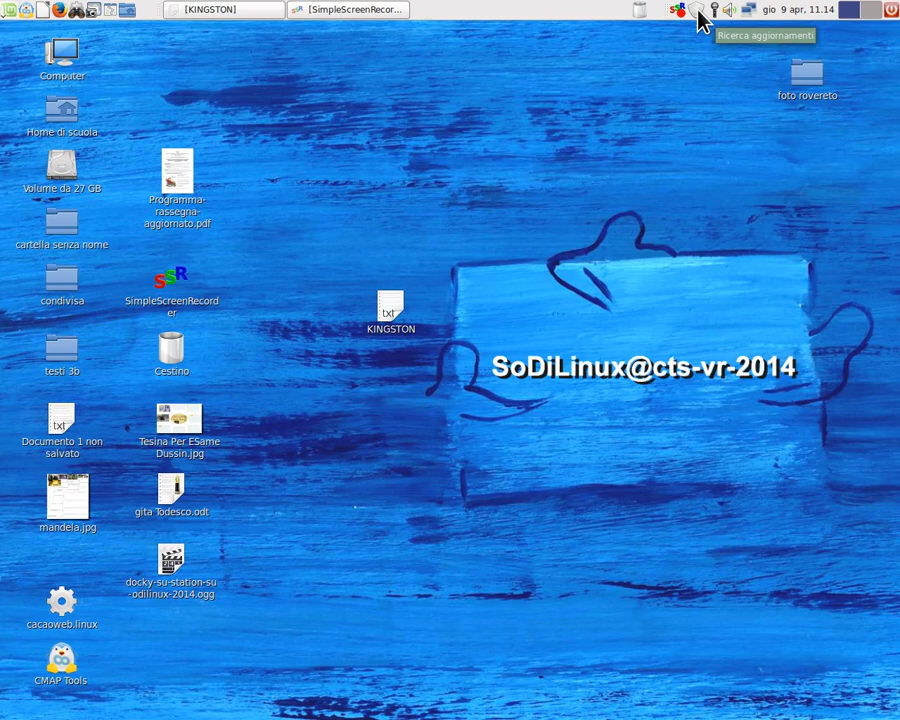 [KINGSTON]
[SimpleScreenRecor...
gio 9 apr, 11.14
Ricerca aggiornamenti
Computer
foto rovereto
Home di scuola
Volume da 27 GB
Programma-
rassegna-
aggiornato.pdf
cartella senza nome
condivisa
SSR
SimpleScreenRecord
er
txt
KINGSTON
testi 3b
Cestino
SoDiLinux@cts-vr-2014
txt
Documento 1 non
salvato
Tesina Per ESame
Dussin.jpg
mandela.jpg
gita Todesco.odt
docky-su-station-su
-odilinux-2014.ogg
cacaoweb.linux
CMAP Tools